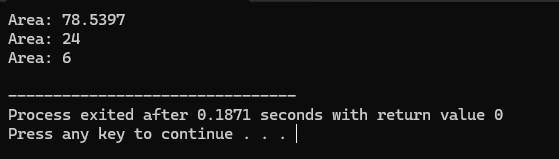 Area: 78.5397
Area: 24
Area: 6
--------------------------------
Process exited after 0.1871 seconds with return value 0
Press any key to continue . . .